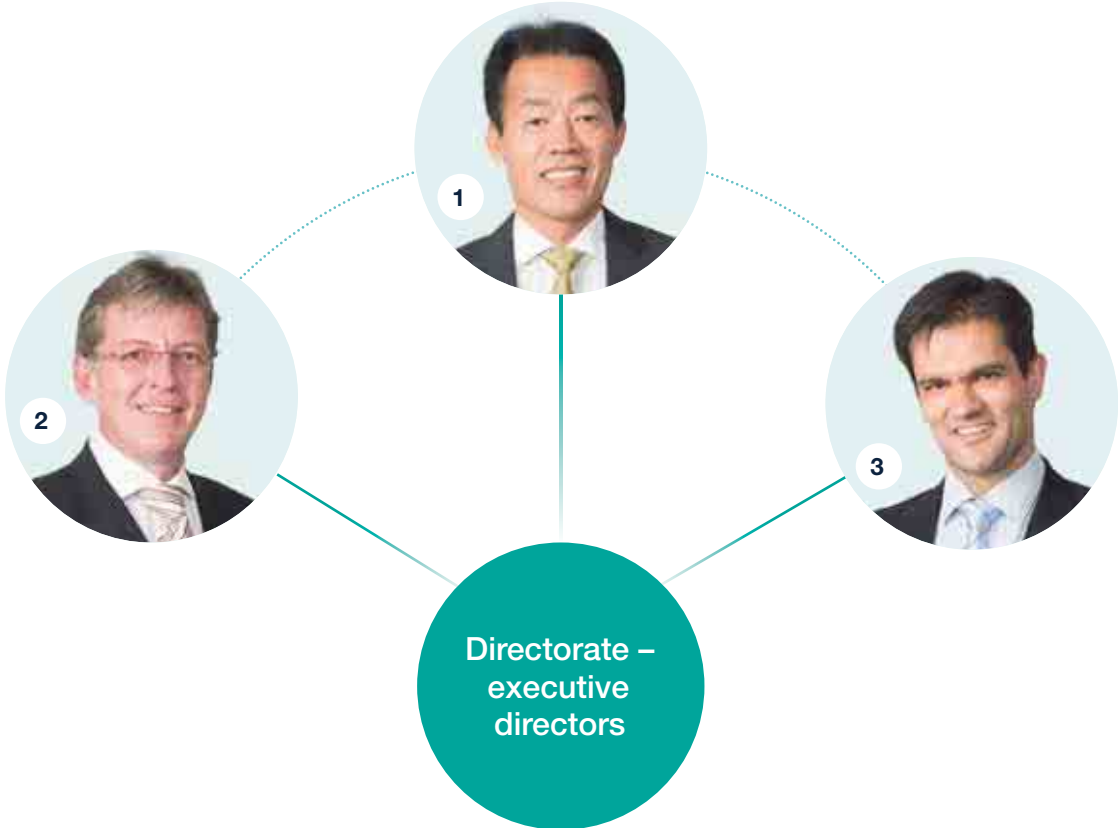 1
2
3
Directorate –
executive
directors